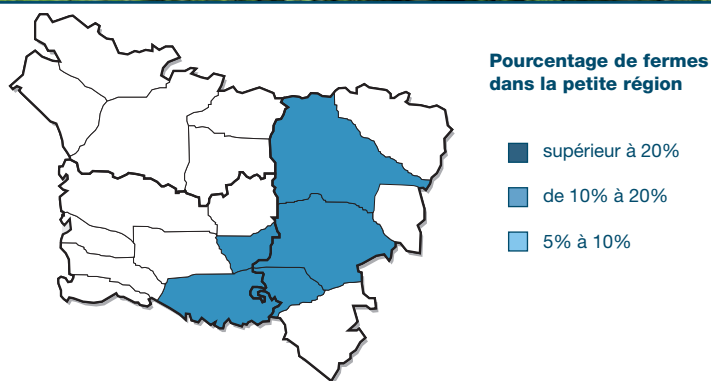 Pourcentage de fermes
dans la petite région
supérieur à 20%
de 10% à 20%
5% à 10%